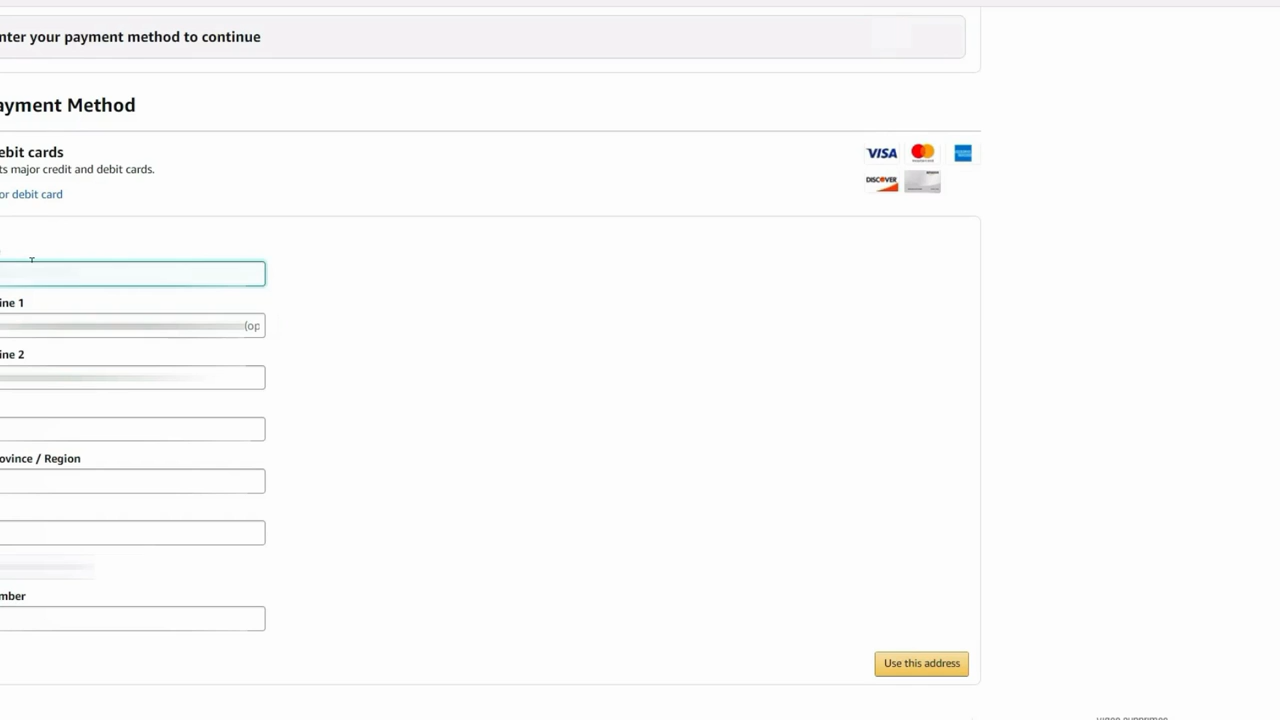 nter your payment method to continue
ayment Method
ebit cards
ts major credit and debit cards.
or debit card
VISA
DISCOVER
ine 1
(op
ine 2
ovince / Region
mber
Use this address